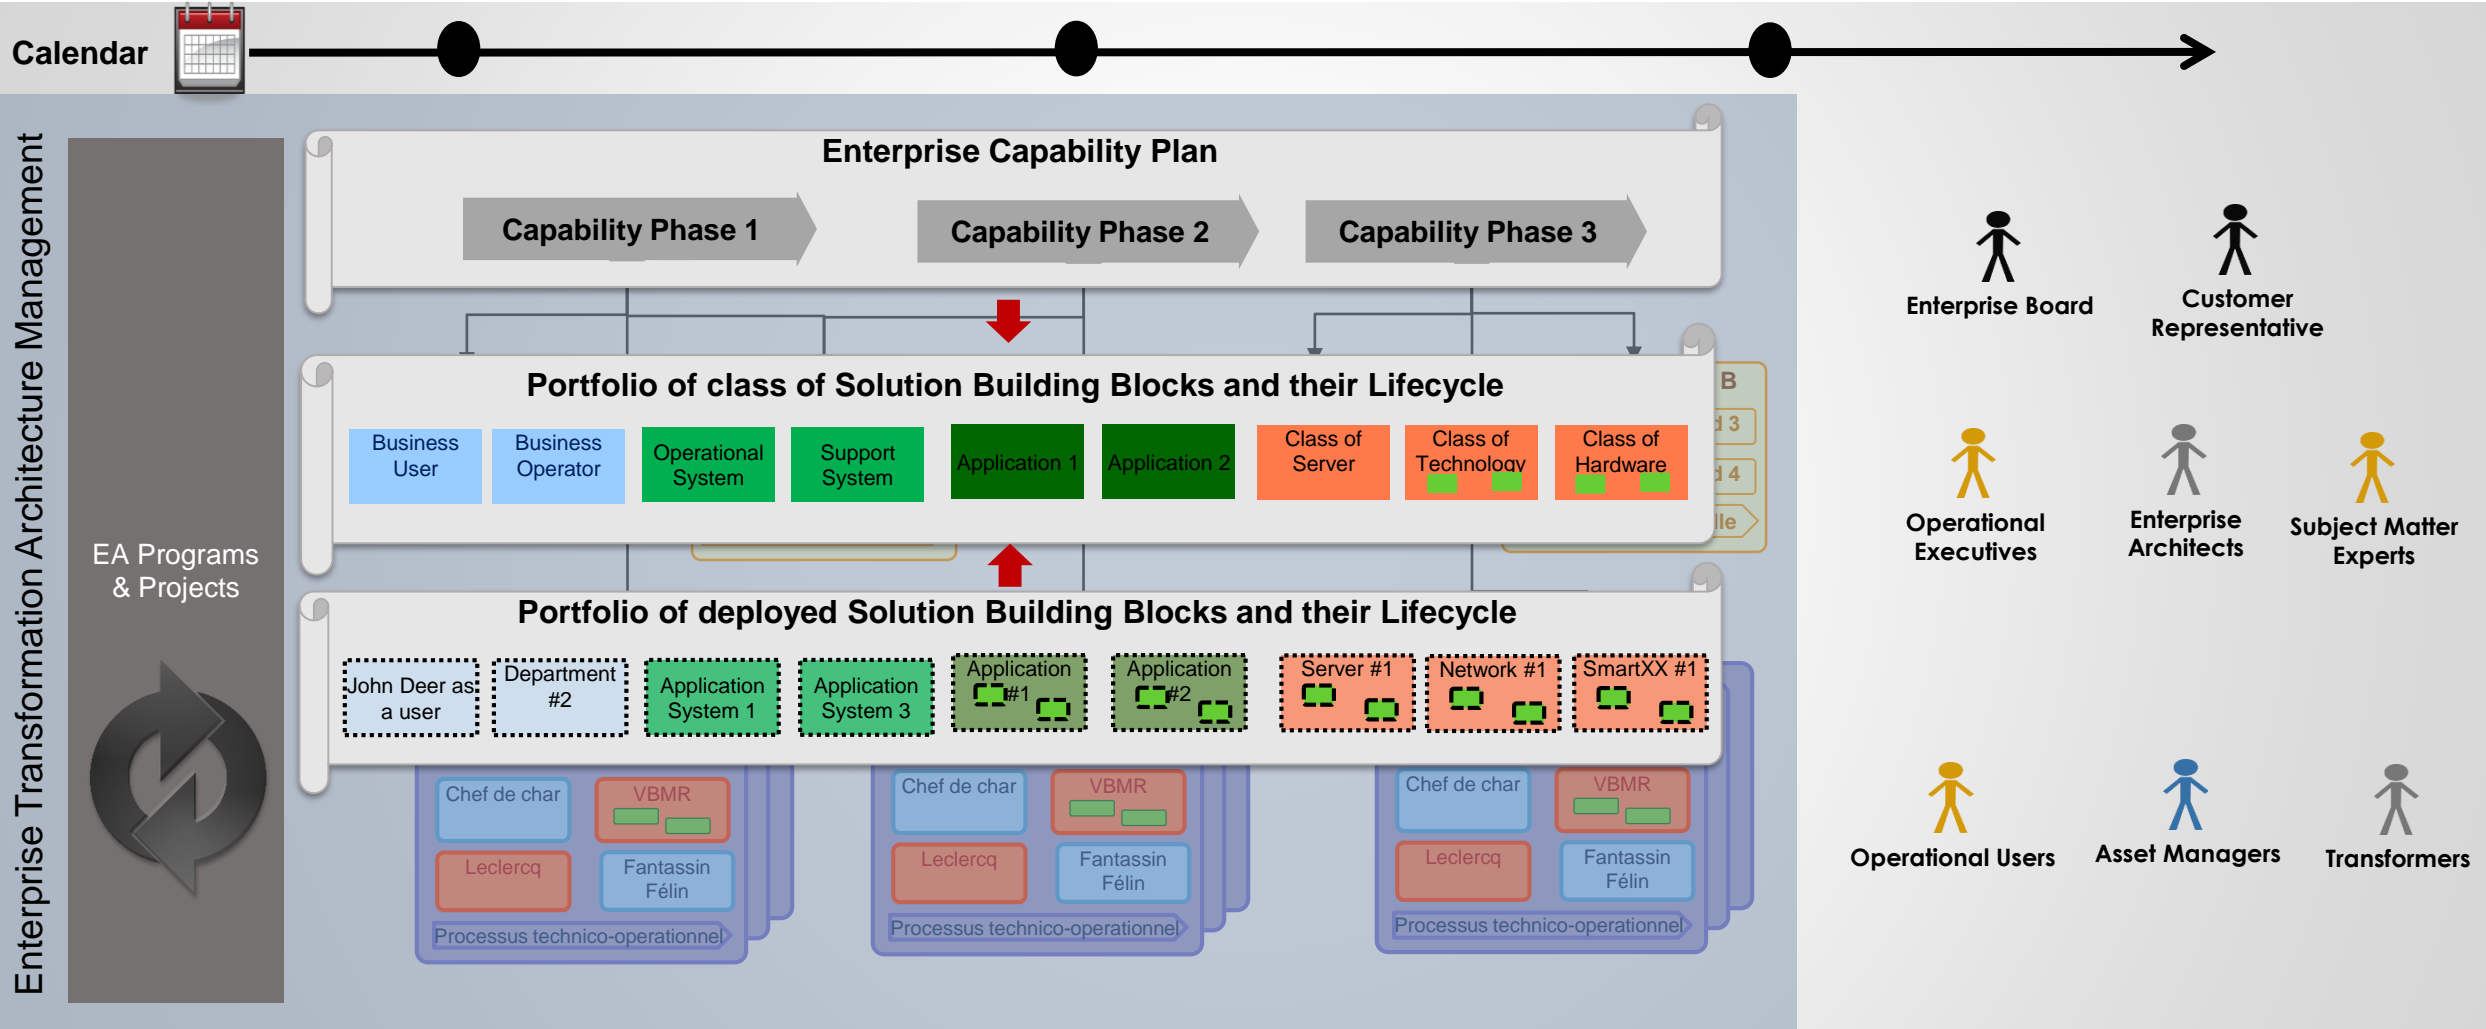 Calendar
Enterprise Transformation Architecture Management
EA Programs
& Projects
Enterprise Capability Plan
Capability Phase 1
Capability Phase 2
Capability Phase 3
Portfolio of class of Solution Building Blocks and their Lifecycle
Business
User
Business
Operator
Operational
System
Support
System
Application 1
Application 2
Class of
Server
Class of
Technology
Class of
Hardware
B
d 3
d 4
lle
Portfolio of deployed Solution Building Blocks and their Lifecycle
John Deer as
a user
Department
#2
Application
System 1
Application
System 3
Application
#1
Application
#2
Server #1
Network #1
SmartXX #1
Chef de char
VBMR
Leclercq
Fantassin
Félin
Processus technico-operationnel
Chef de char
VBMR
Leclercq
Fantassin
Félin
Processus technico-operationnel
Chef de char
VBMR
Leclercq
Fantassin
Félin
Processus technico-operationnel
Enterprise Board
Customer
Representative
Operational
Executives
Enterprise
Architects
Subject Matter
Experts
Operational Users
Asset Managers
Transformers